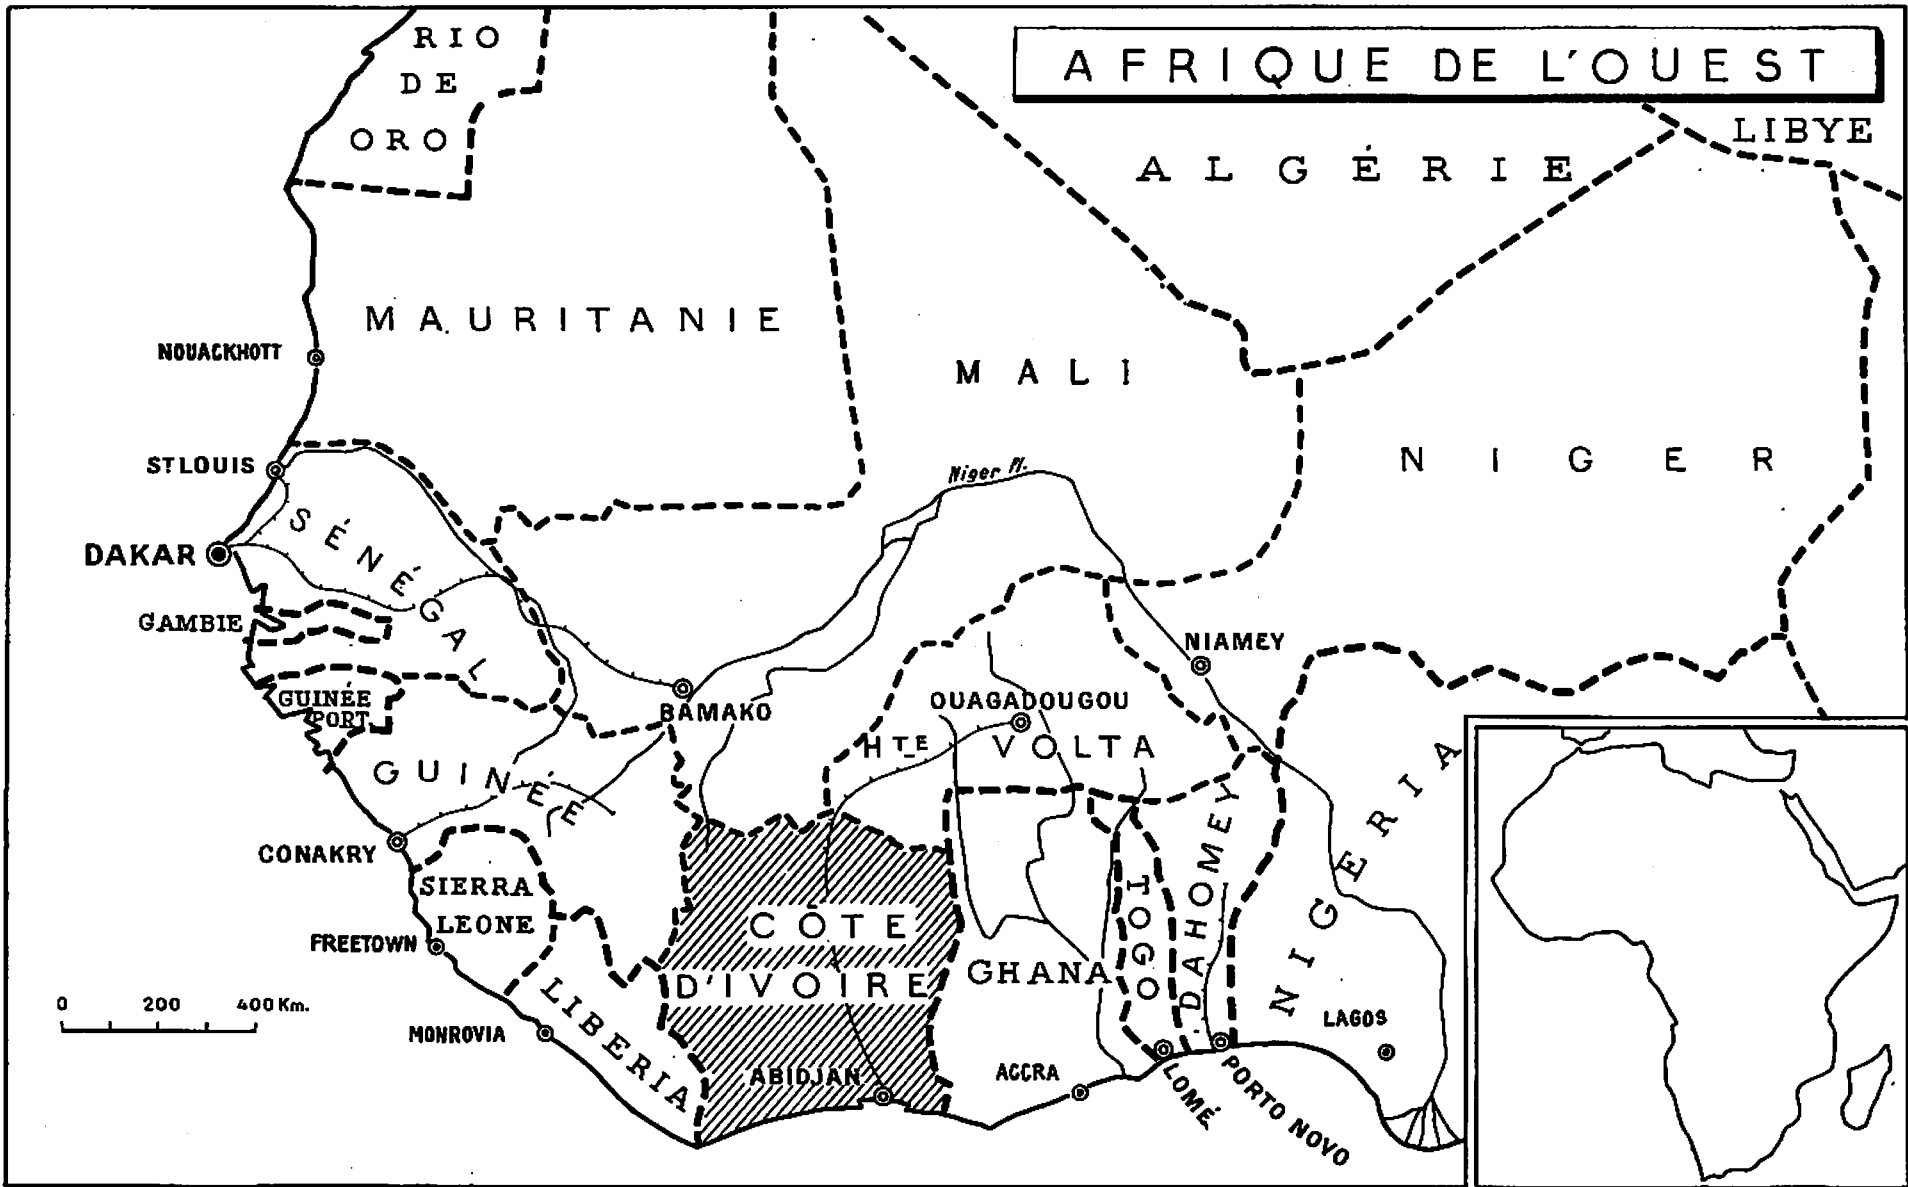 AFRIQUE DE L'OUEST
RIO
DE
ORO
LIBYE
ALGÉRIE
MAURITANIE
NOUACKHOTT
MALI
NIGER
ST LOUIS
Niger Fl.
SÉNÉGAL
DAKAR
GAMBIE
NIAMEY
GUINÉE
PORT.
BAMAKO
OUAGADOUGOU
HTE VOLTA
GUINÉE
NIGERIA
CONAKRY
SIERRA
LEONE
FREETOWN
CÔTE
D'IVOIRE
GHANA
TOGO
DAHOMEY
LIBERIA
0 200 400 Km.
MONROVIA
LAGOS
ABIDJAN
ACCRA
LOMÉ
PORTO NOVO